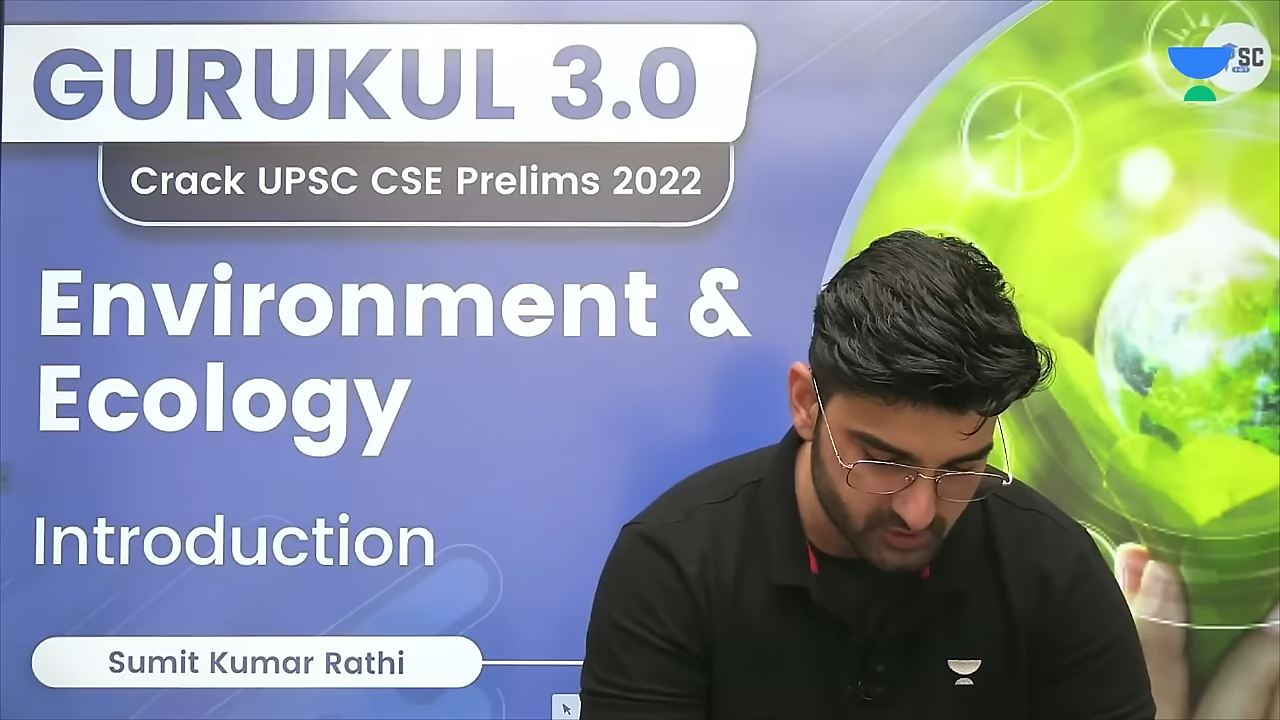 GURUKUL 3.0
Crack UPSC CSE Prelims 2022
Environment &
Ecology
Introduction
Sumit Kumar Rathi
SC